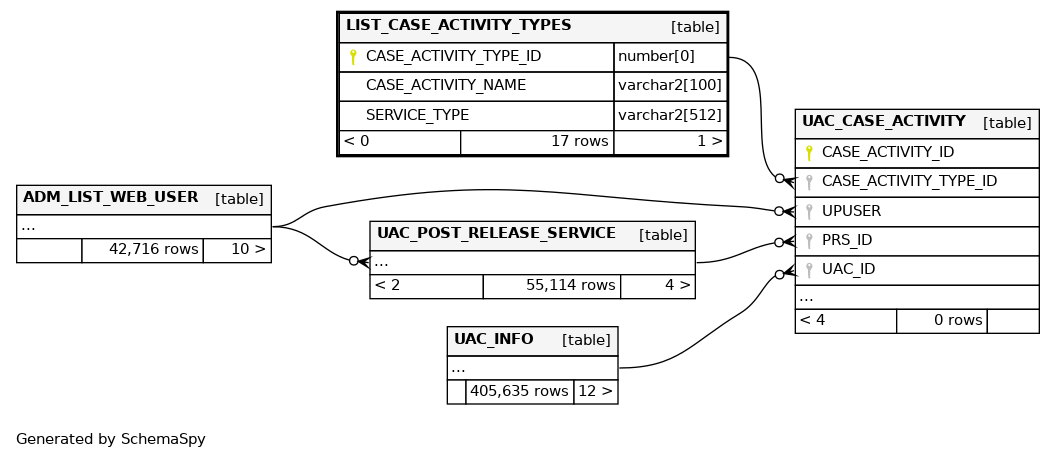 LIST_CASE_ACTIVITY_TYPES [table]
CASE_ACTIVITY_TYPE_ID number[0]
CASE_ACTIVITY_NAME varchar2[100]
SERVICE_TYPE varchar2[512]
< 0 17 rows 1 >
UAC_CASE_ACTIVITY [table]
CASE_ACTIVITY_ID
CASE_ACTIVITY_TYPE_ID
UPUSER
PRS_ID
UAC_ID
...
< 4 0 rows
ADM_LIST_WEB_USER [table]
...
42,716 rows 10 >
UAC_POST_RELEASE_SERVICE [table]
...
< 2 55,114 rows 4 >
UAC_INFO [table]
...
405,635 rows 12 >
Generated by SchemaSpy